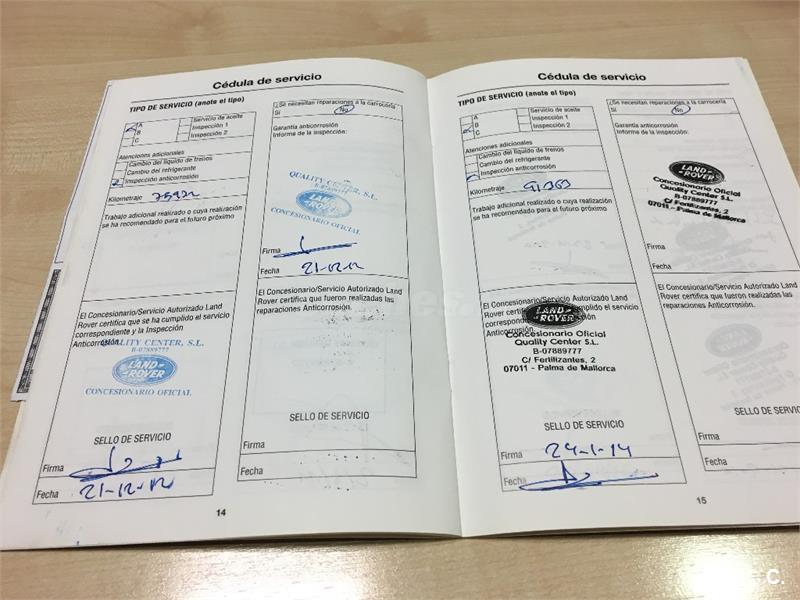 Cédula de servicio
TIPO DE SERVICIO (anote el tipo)
A
B
C
Servicio de aceite
Inspección 1
Inspección 2
Atenciones adicionales
Cambio del líquido de frenos
Cambio del refrigerante
Inspección anticorrosión
Kilometraje
Trabajo adicional realizado o cuya realización
se ha recomendado para el futuro próximo
El Concesionario/Servicio Autorizado Land
Rover certifica que se ha cumplido el servicio
correspondiente y la Inspección
Anticorrosión.
QUALITY CENTER, S.L.
B-07889777
LAND
ROVER
CONCESIONARIO OFICIAL
SELLO DE SERVICIO
Firma
Fecha 21-12-12
¿Se necesitan reparaciones a la carrocería
Sí No
Garantía anticorrosión
Informe de la inspección:
QUALITY CENTER, S.L.
LAND
ROVER
CONCESIONARIO OFICIAL
Firma
Fecha 21-12-12
El Concesionario/Servicio Autorizado Land
Rover certifica que fueron realizadas las
reparaciones Anticorrosión.
SELLO DE SERVICIO
Firma
Fecha
14
Cédula de servicio
TIPO DE SERVICIO (anote el tipo)
A
B
C
Servicio de aceite
Inspección 1
Inspección 2
Atenciones adicionales
Cambio del líquido de frenos
Cambio del refrigerante
Inspección anticorrosión
Kilometraje 91363
Trabajo adicional realizado o cuya realización
se ha recomendado para el futuro próximo
El Concesionario/Servicio Autorizado Land
Rover certifica que se ha cumplido el servicio
LAND
ROVER
Concesionario Oficial
Quality Center S.L.
B-07889777
C/ Fertilizantes, 2
07011 - Palma de Mallorca
SELLO DE SERVICIO
Firma 24-1-14
Fecha
¿Se necesitan reparaciones a la carrocería
Sí No
Garantía anticorrosión
Informe de la inspección:
LAND
ROVER
Concesionario Oficial
Quality Center S.L.
B-07889777
C/ Fertilizantes, 2
07011 - Palma de Mallorca
Firma
Fecha
El Concesionario/Servicio Autorizado Land
Rover certifica que fueron realizadas las
reparaciones Anticorrosión.
SELLO DE SERVICIO
Firma
Fecha
15
C.